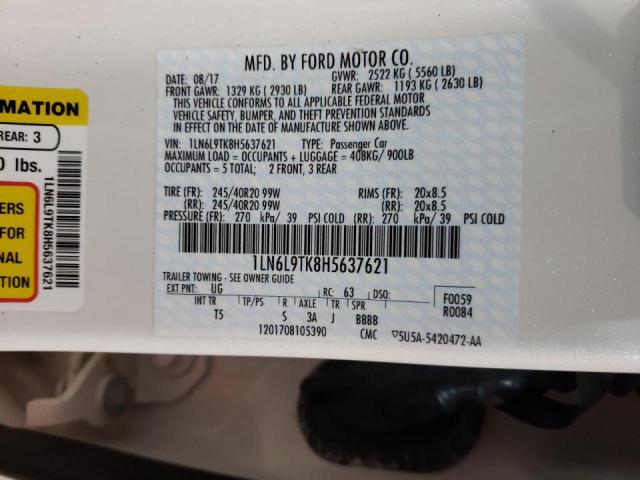 MFD. BY FORD MOTOR CO.
DATE: 08/17 GVWR: 2522 KG ( 5560 LB)
FRONT GAWR: 1329 KG ( 2930 LB) REAR GAWR: 1193 KG ( 2630 LB)
THIS VEHICLE CONFORMS TO ALL APPLICABLE FEDERAL MOTOR
VEHICLE SAFETY, BUMPER, AND THEFT PREVENTION STANDARDS
IN EFFECT ON THE DATE OF MANUFACTURE SHOWN ABOVE.
VIN: 1LN6L9TK8H5637621 TYPE: Passenger Car
MAXIMUM LOAD = OCCUPANTS + LUGGAGE = 408KG/ 900LB
OCCUPANTS = 5 TOTAL; 2 FRONT, 3 REAR
TIRE (FR): 245/40R20 99W RIMS (FR): 20x8.5
(RR): 245/40R20 99W (RR): 20x8.5
PRESSURE (FR): 270 kPa/ 39 PSI COLD (RR): 270 kPa/ 39 PSI COLD
1LN6L9TK8H5637621
TRAILER TOWING - SEE OWNER GUIDE
EXT PNT: UG RC: 63 DSO:
INT TR TP/PS R AXLE TR SPR
T5 S 3A J BBBB
F0059
R0084
1201708105390 CMC 5U5A-5420472-AA
RMATION
REAR: 3
0 lbs.
ERS
FOR
NAL
N
1LN6L9TK8H5637621